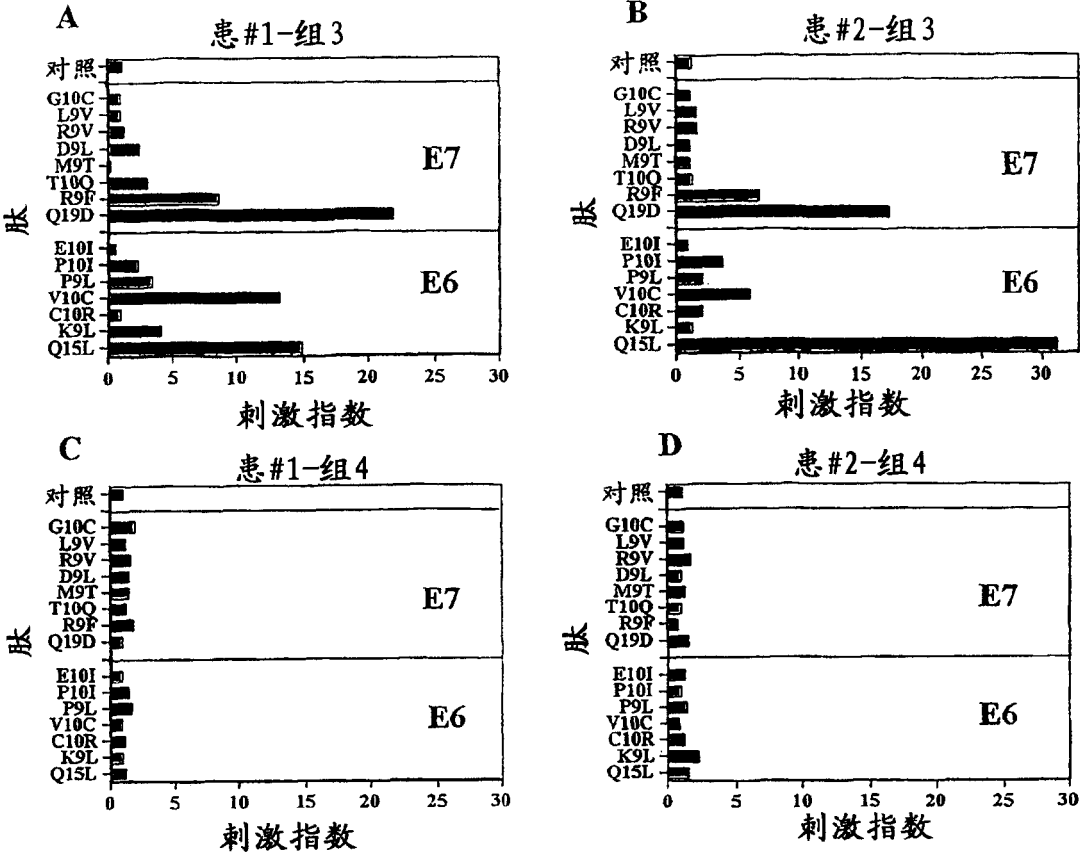 A
患#1-组3
对照
G10C
L9V
R9V
D9L
M9T
T10Q
R9F
Q19D
E7
E10I
P10I
P9L
V10C
C10R
K9L
Q15L
E6
肽
0 5 10 15 20 25 30
刺激指数
B
患#2-组3
对照
G10C
L9V
R9V
D9L
M9T
T10Q
R9F
Q19D
E7
E10I
P10I
P9L
V10C
C10R
K9L
Q15L
E6
0 5 10 15 20 25 30
刺激指数
C
患#1-组4
对照
G10C
L9V
R9V
D9L
M9T
T10Q
R9F
Q19D
E7
E10I
P10I
P9L
V10C
C10R
K9L
Q15L
E6
肽
0 5 10 15 20 25 30
刺激指数
D
患#2-组4
对照
G10C
L9V
R9V
D9L
M9T
T10Q
R9F
Q19D
E7
E10I
P10I
P9L
V10C
C10R
K9L
Q15L
E6
肽
0 5 10 15 20 25 30
刺激指数